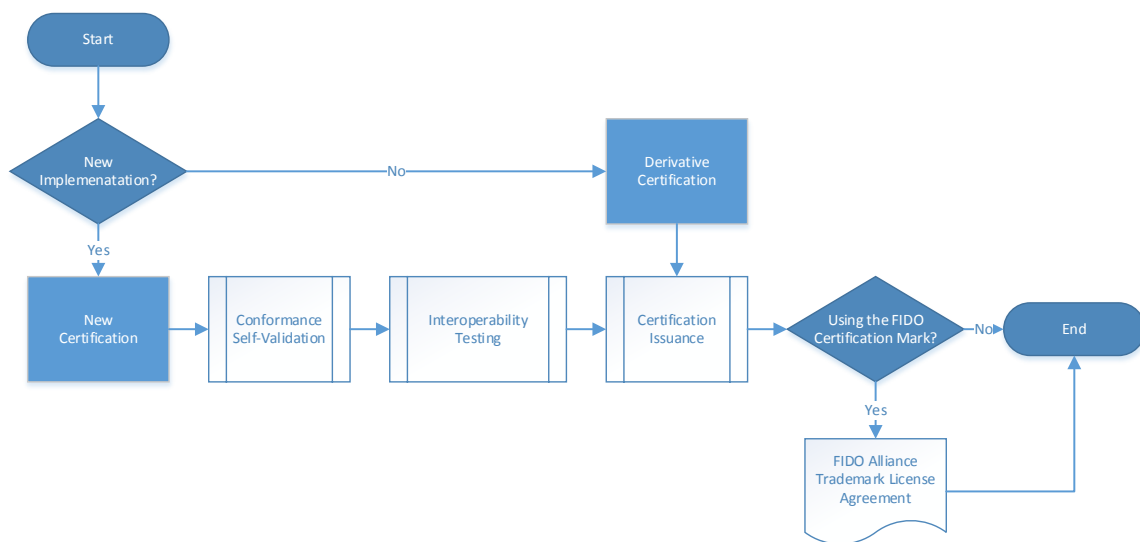 Start
New
Implemenatation?
No
Derivative
Certification
Yes
New
Certification
Conformance
Self-Validation
Interoperability
Testing
Certification
Issuance
Using the FIDO
Certification Mark?
No
End
Yes
FIDO Alliance
Trademark License
Agreement